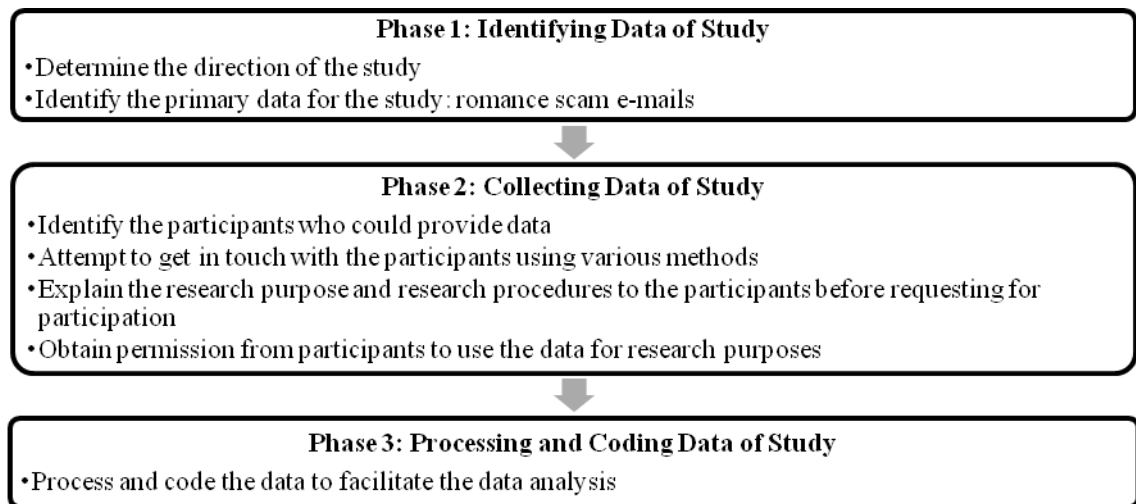 Phase 1: Identifying Data of Study
•Determine the direction of the study
•Identify the primary data for the study: romance scam e-mails
Phase 2: Collecting Data of Study
•Identify the participants who could provide data
•Attempt to get in touch with the participants using various methods
•Explain the research purpose and research procedures to the participants before requesting for
participation
•Obtain permission from participants to use the data for research purposes
Phase 3: Processing and Coding Data of Study
•Process and code the data to facilitate the data analysis